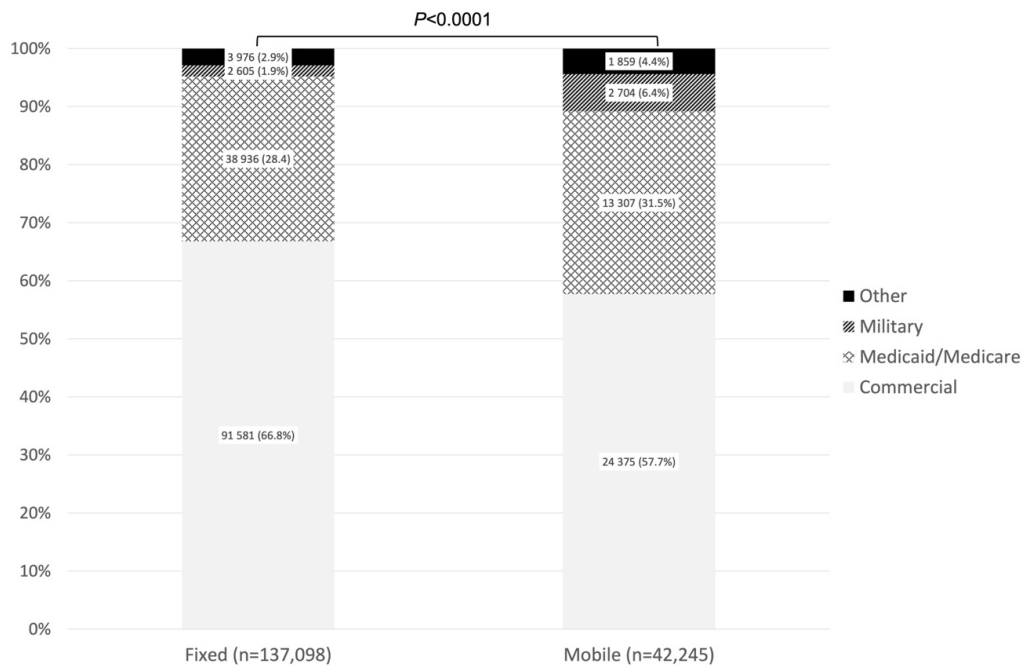 P<0.0001
100%
90%
80%
70%
60%
50%
40%
30%
20%
10%
0%
3 976 (2.9%)
2 605 (1.9%)
38 936 (28.4)
91 581 (66.8%)
1 859 (4.4%)
2 704 (6.4%)
13 307 (31.5%)
24 375 (57.7%)
Other
Military
Medicaid/Medicare
Commercial
Fixed (n=137,098)
Mobile (n=42,245)